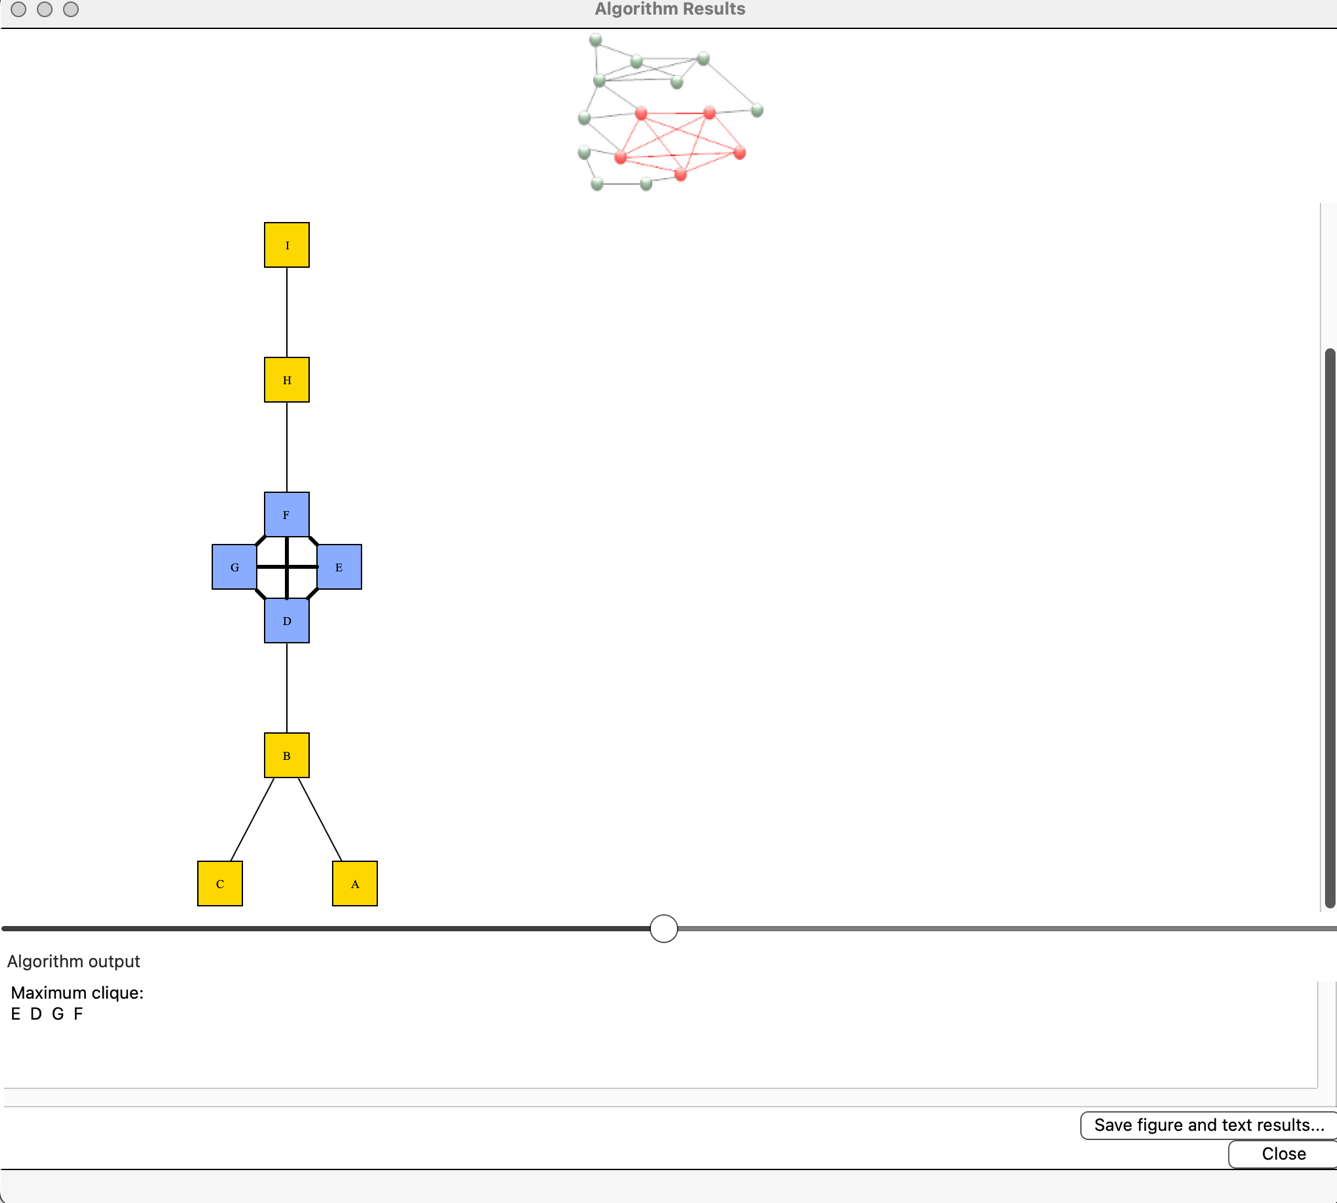 Algorithm Results
I
H
F
G E
D
B
C A
Algorithm output
Maximum clique:
E D G F
Save figure and text results...
Close